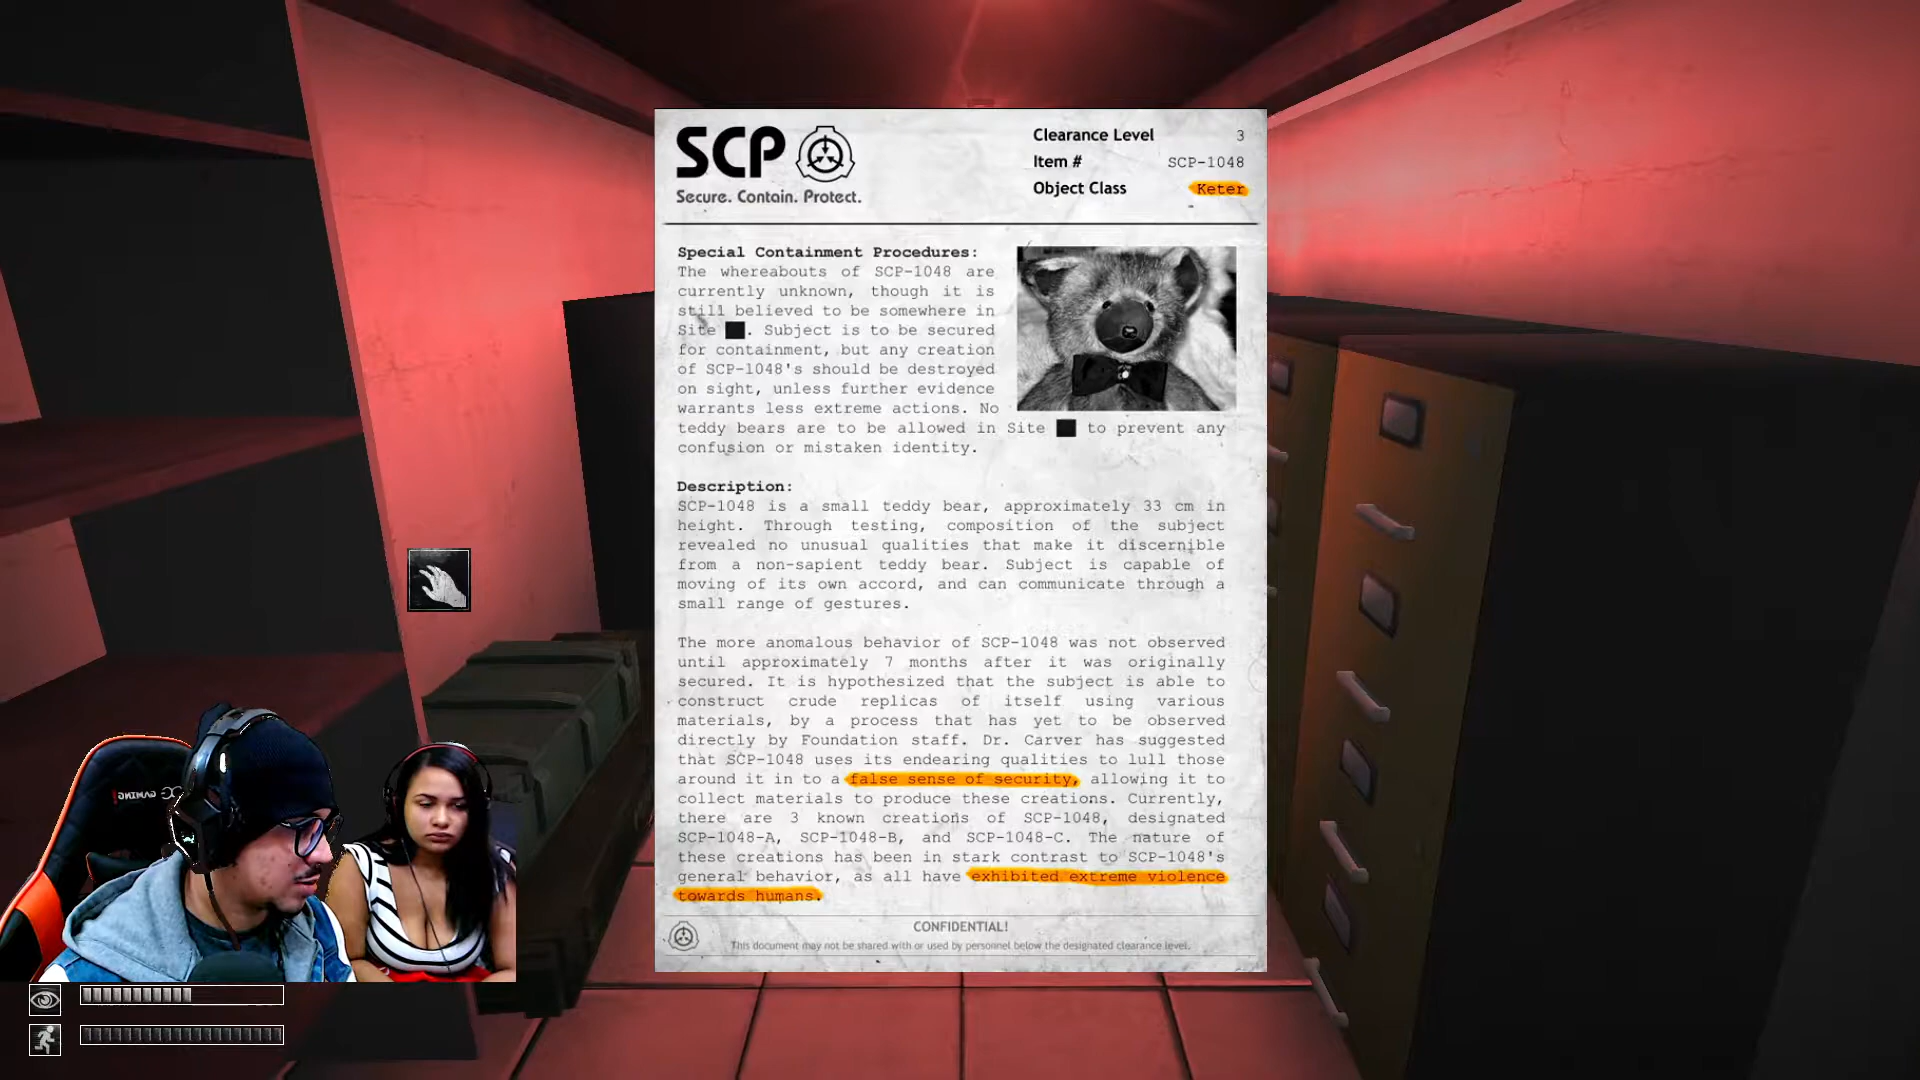 SCP
Secure. Contain. Protect.
Clearance Level 3
Item # SCP-1048
Object Class Keter
Special Containment Procedures:
The whereabouts of SCP-1048 are
currently unknown, though it is
still believed to be somewhere in
Site ■. Subject is to be secured
for containment, but any creation
of SCP-1048's should be destroyed
on sight, unless further evidence
warrants less extreme actions. No
teddy bears are to be allowed in Site ■ to prevent any
confusion or mistaken identity.
Description:
SCP-1048 is a small teddy bear, approximately 33 cm in
height. Through testing, composition of the subject
revealed no unusual qualities that make it discernible
from a non-sapient teddy bear. Subject is capable of
moving of its own accord, and can communicate through a
small range of gestures.
The more anomalous behavior of SCP-1048 was not observed
until approximately 7 months after it was originally
secured. It is hypothesized that the subject is able to
construct crude replicas of itself using various
materials, by a process that has yet to be observed
directly by Foundation staff. Dr. Carver has suggested
that SCP-1048 uses its endearing qualities to lull those
around it in to a false sense of security, allowing it to
collect materials to produce these creations. Currently,
there are 3 known creations of SCP-1048, designated
SCP-1048-A, SCP-1048-B, and SCP-1048-C. The nature of
these creations has been in stark contrast to SCP-1048's
general behavior, as all have exhibited extreme violence
towards humans.
CONFIDENTIAL!
This document may not be shared with or used by personnel below the designated clearance level.
GAMING